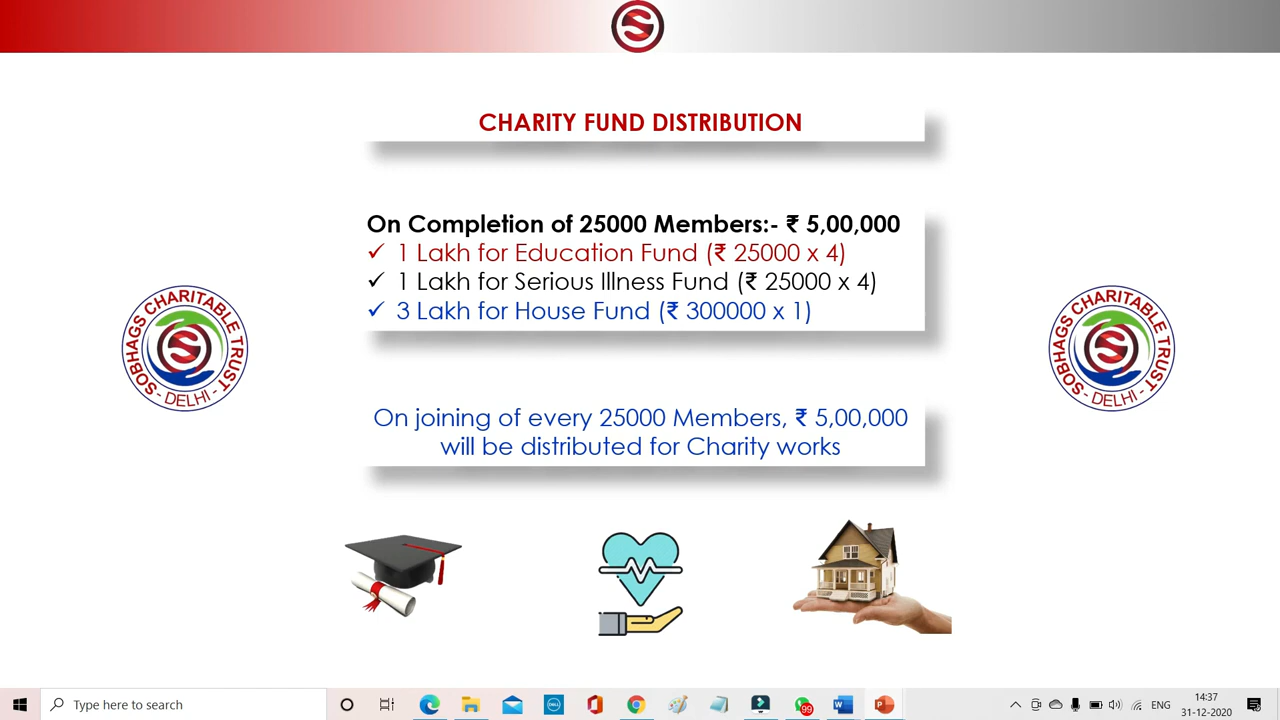 S
CHARITY FUND DISTRIBUTION
On Completion of 25000 Members:- ₹ 5,00,000
✓ 1 Lakh for Education Fund (₹ 25000 x 4)
✓ 1 Lakh for Serious Illness Fund (₹ 25000 x 4)
✓ 3 Lakh for House Fund (₹ 300000 x 1)
SOBHAGS CHARITABLE TRUST
- DELHI -
S
SOBHAGS CHARITABLE TRUST
- DELHI -
S
On joining of every 25000 Members, ₹ 5,00,000
will be distributed for Charity works
Type here to search
DELL
99
W
P
ENG
14:37
31-12-2020